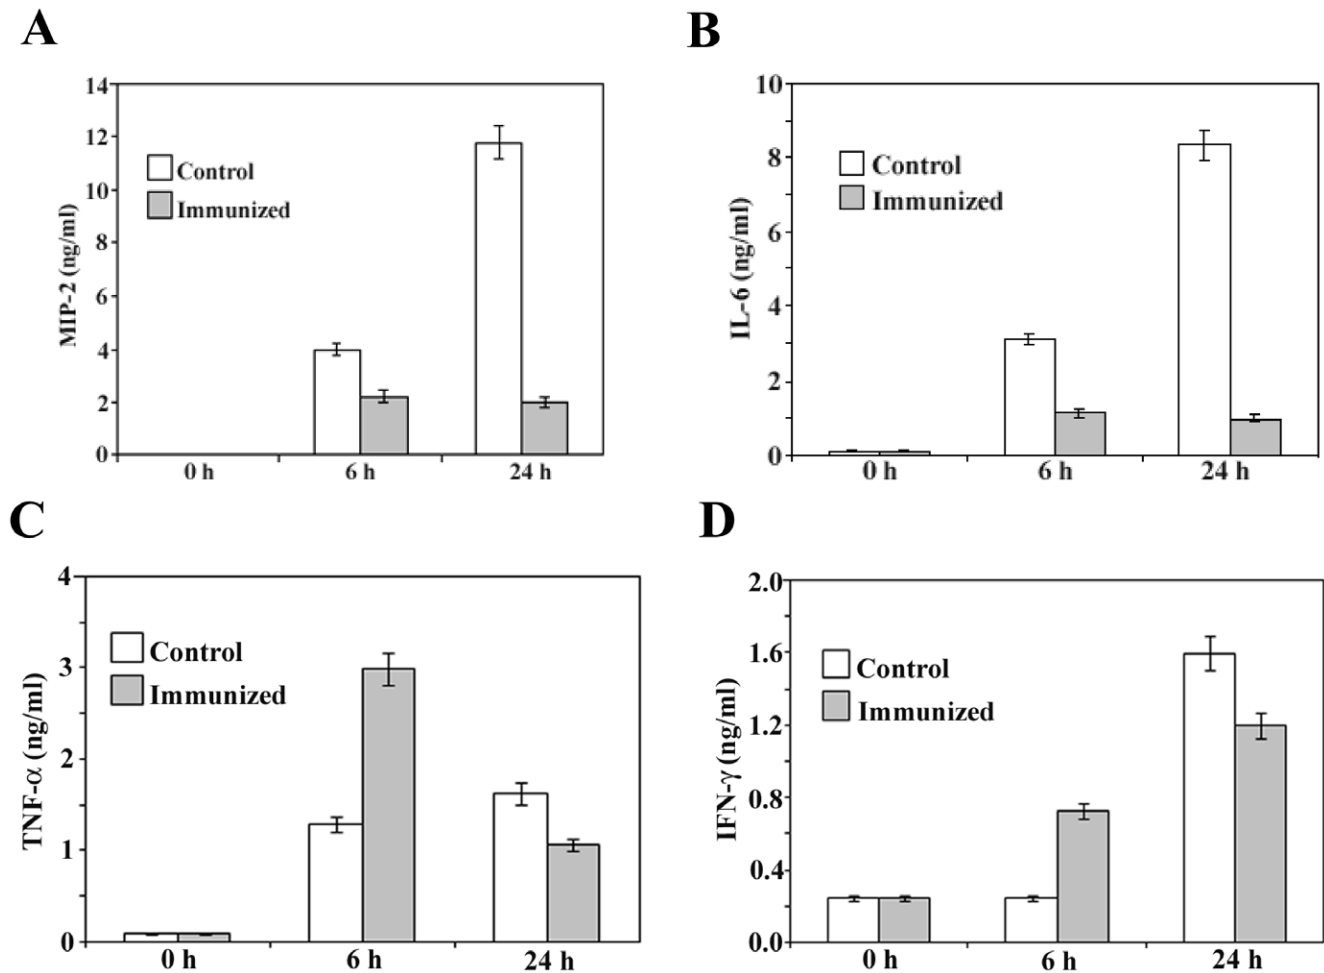 A
MIP-2 (ng/ml)
14
12
10
8
6
4
2
0
Control
Immunized
0 h
6 h
24 h
B
IL-6 (ng/ml)
10
8
6
4
2
0
Control
Immunized
0 h
6 h
24 h
C
TNF-α (ng/ml)
4
3
2
1
0
Control
Immunized
0 h
6 h
24 h
D
IFN-γ (ng/ml)
2.0
1.6
1.2
0.8
0.4
0.0
Control
Immunized
0 h
6 h
24 h